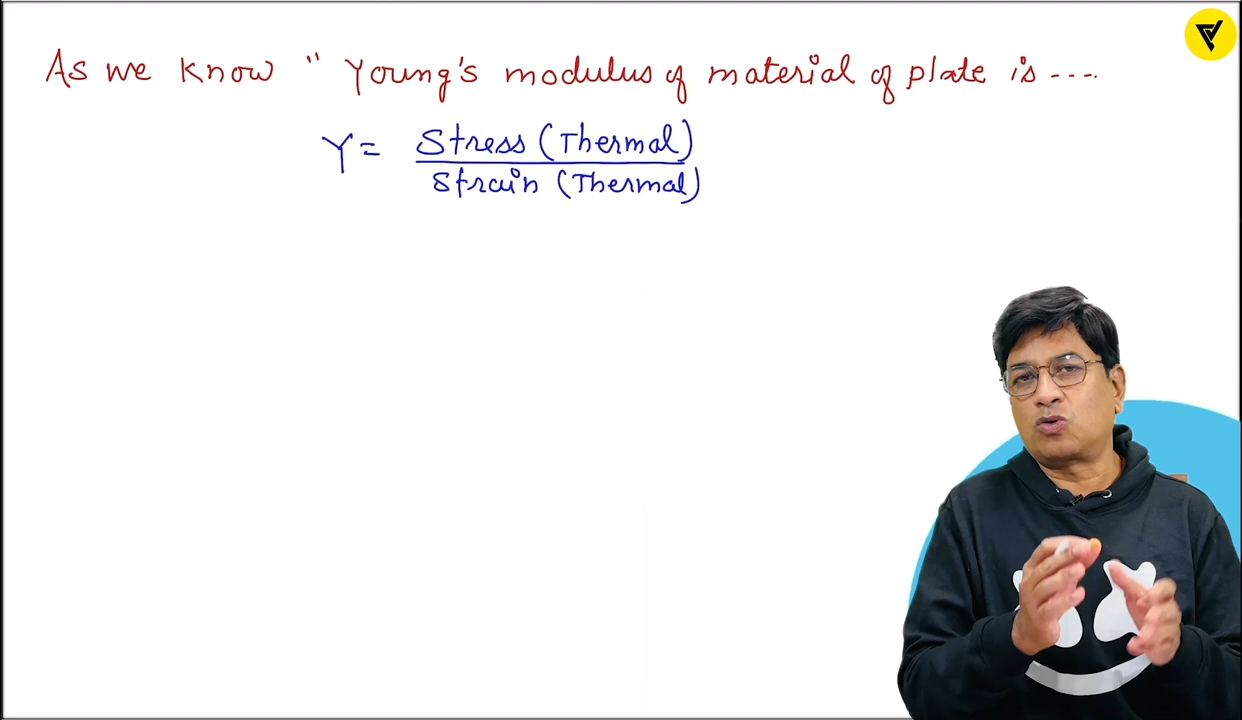 As we know " Young's modulus of material of plate is ----
Y = Stress (Thermal)
Strain (Thermal)